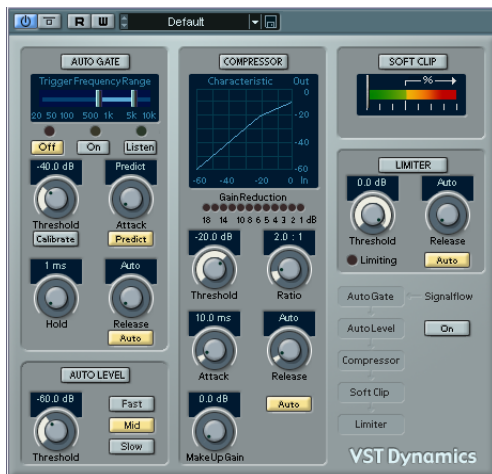 R W Default
AUTO GATE
Trigger Frequency Range
20 50 100 500 1k 5k 10k
Off On Listen
-40.0 dB Predict
Threshold Attack
Calibrate Predict
1 ms Auto
Hold Release
Auto
AUTO LEVEL
-60.0 dB Fast
Mid
Threshold Slow
COMPRESSOR
Characteristic Out
0
-20
-40
-60
-60 -40 -20 0 In
Gain Reduction
18 14 10 8 6 5 4 3 2 1 dB
-20.0 dB 2.0 : 1
Threshold Ratio
10.0 ms Auto
Attack Release
0.0 dB Auto
MakeUp Gain
SOFT CLIP
%
LIMITER
0.0 dB Auto
Threshold Release
Limiting Auto
Auto Gate Signalflow
Auto Level On
Compressor
Soft Clip
Limiter
VST Dynamics